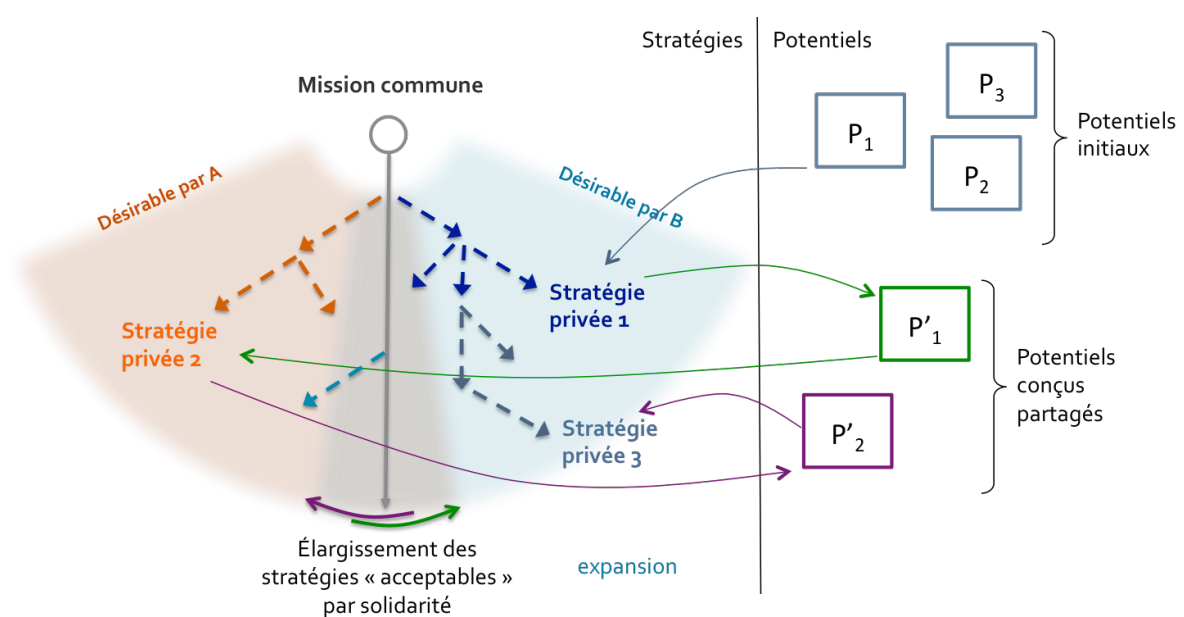 Stratégies
Potentiels
Mission commune
P3
P1
P2
Potentiels
initiaux
Désirable par A
Désirable par B
Stratégie
privée 1
Stratégie
privée 2
P’1
Potentiels
conçus
partagés
P’2
Stratégie
privée 3
Élargissement des
stratégies « acceptables »
par solidarité
expansion